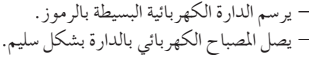 – يرسم الدارة الكهربائية البسيطة بالرموز.
– يصل المصباح الكهربائي بالدارة بشكل سليم.